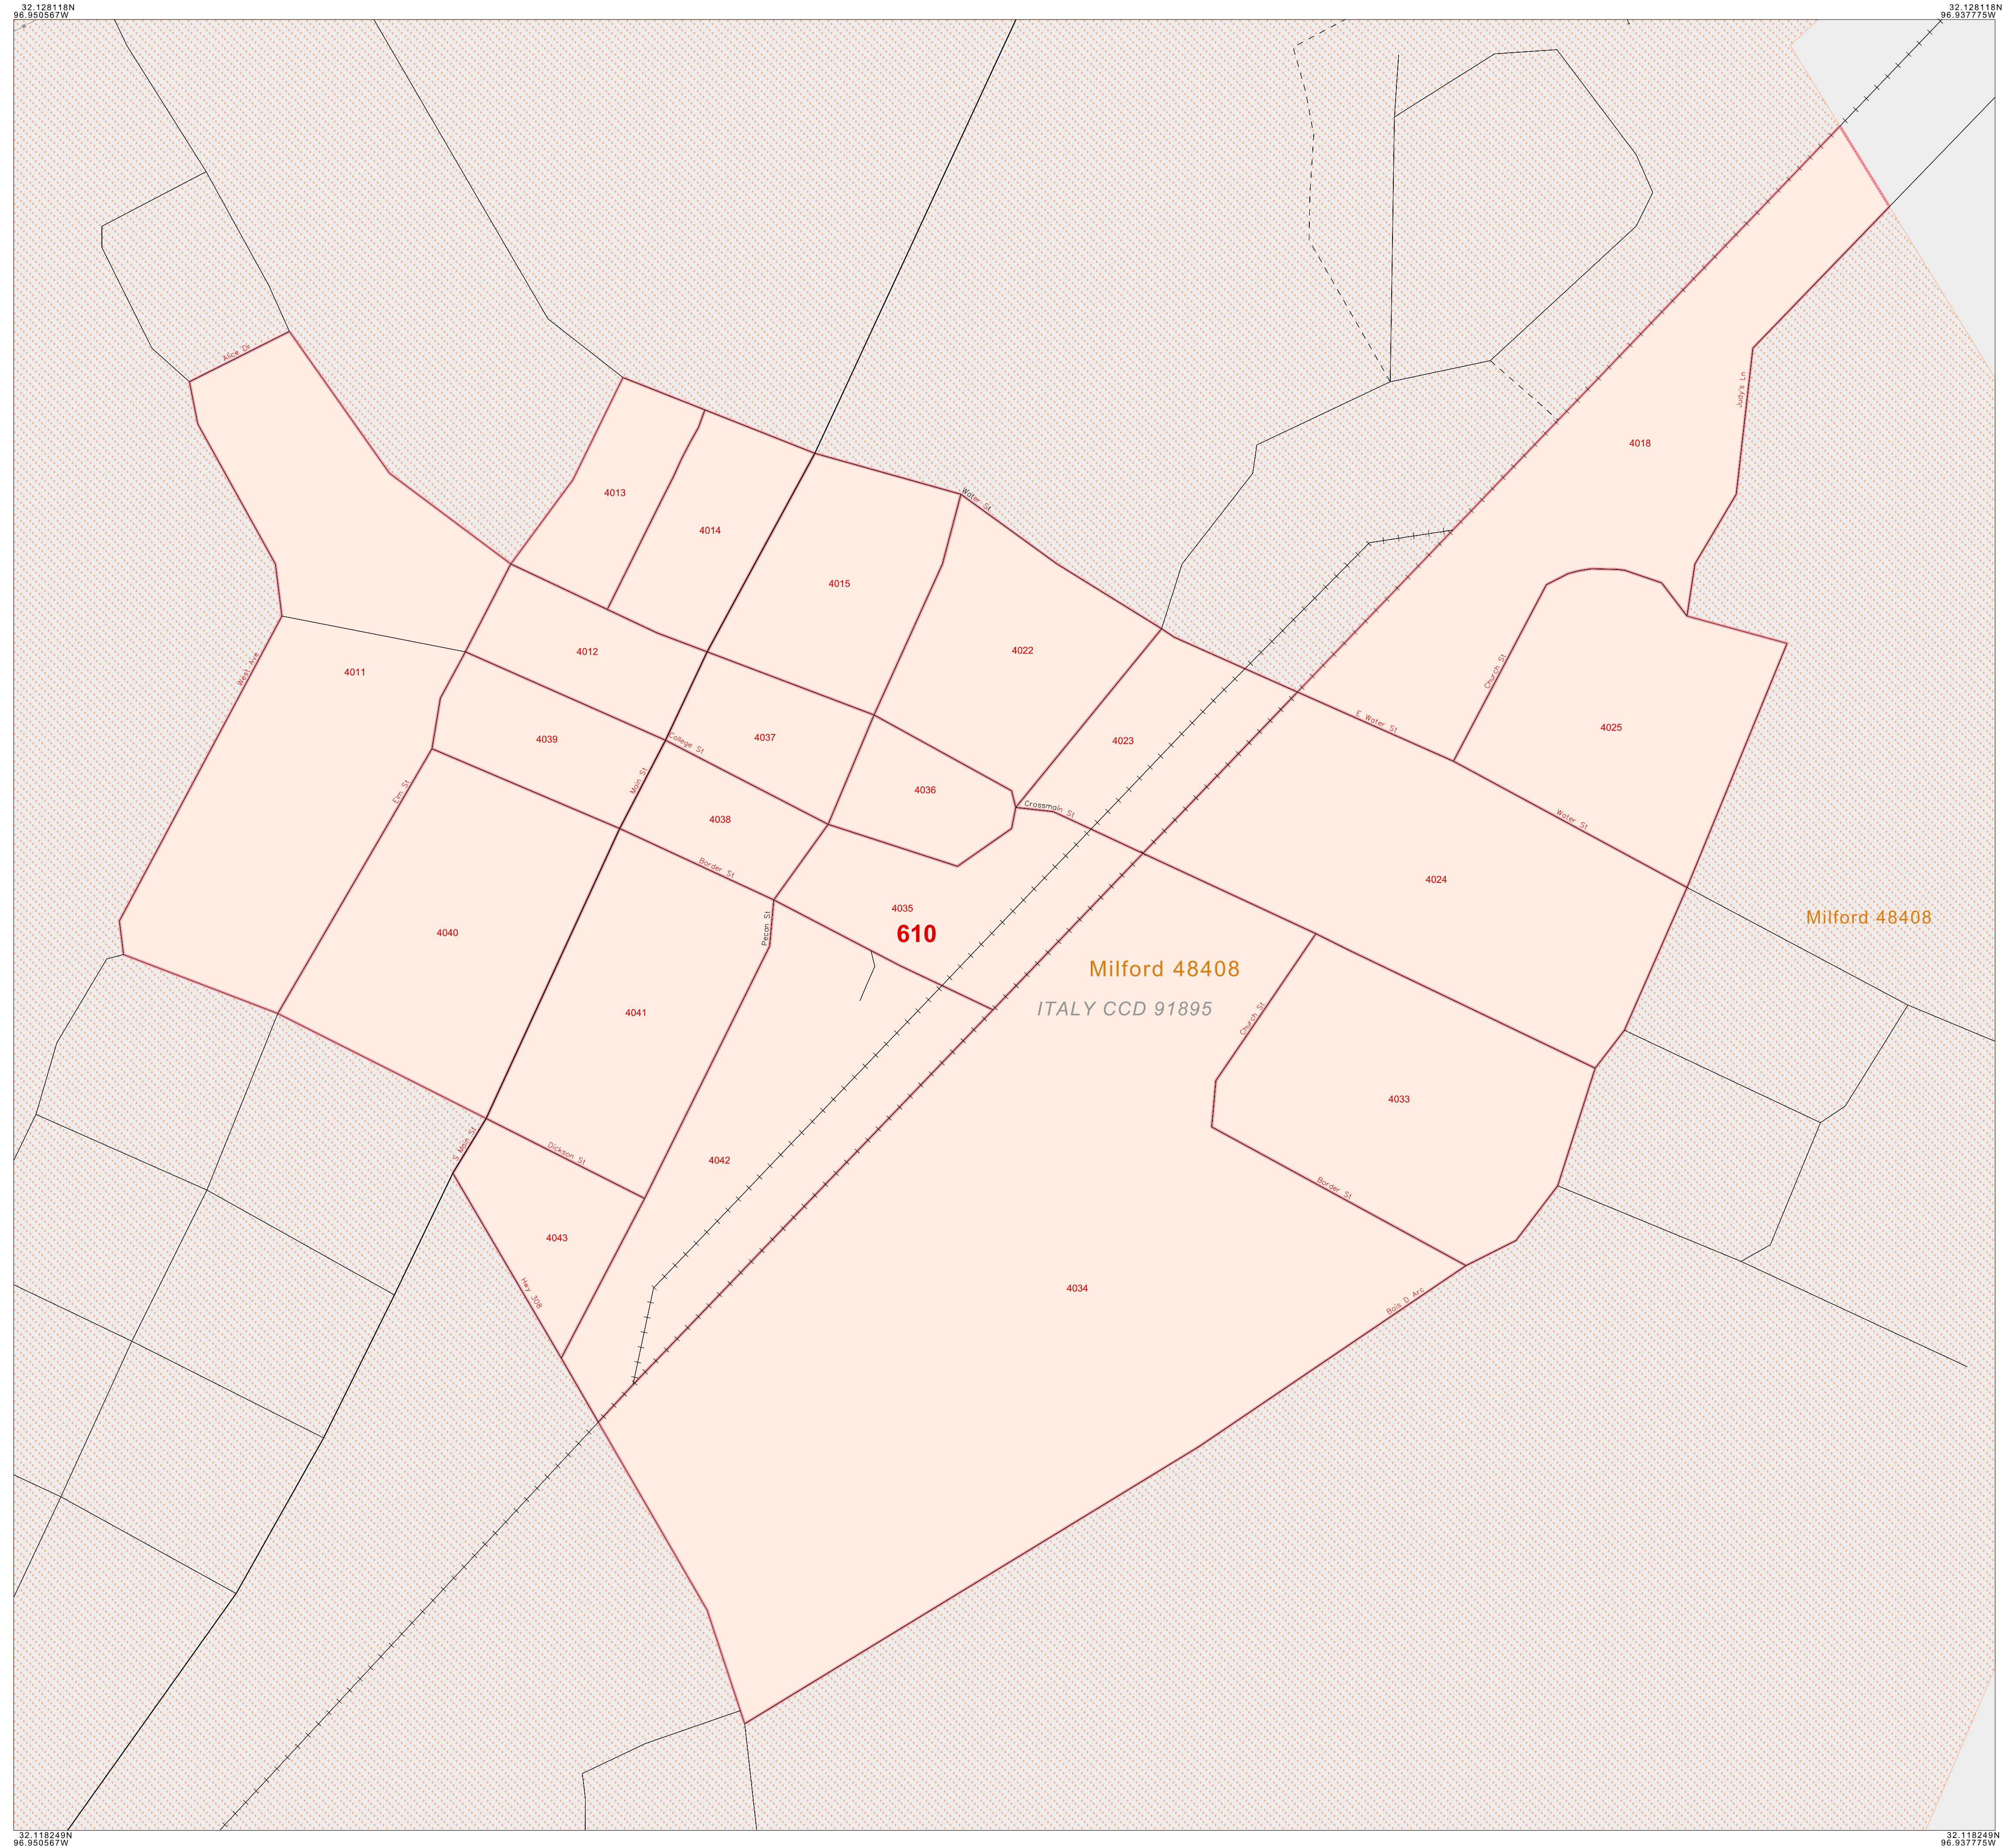 32.128118N
96.950567W
32.128118N
96.937775W
Alice Dr
Judy's Ln
4018
4013
Water St
4014
4015
West Ave
4011
4012
4022
Church St
4025
E Water St
4039
College St
4037
4023
Main St
Elm St
4036
Crossmain St
4038
Water St
Border St
4024
4035
Pecan St
610
4040
Milford 48408
Milford 48408
ITALY CCD 91895
4041
Church St
4033
S Main St
Dickson St
4042
Border St
4043
Hwy 308
4034
Bois D Arc
32.118249N
96.950567W
32.118249N
96.937775W